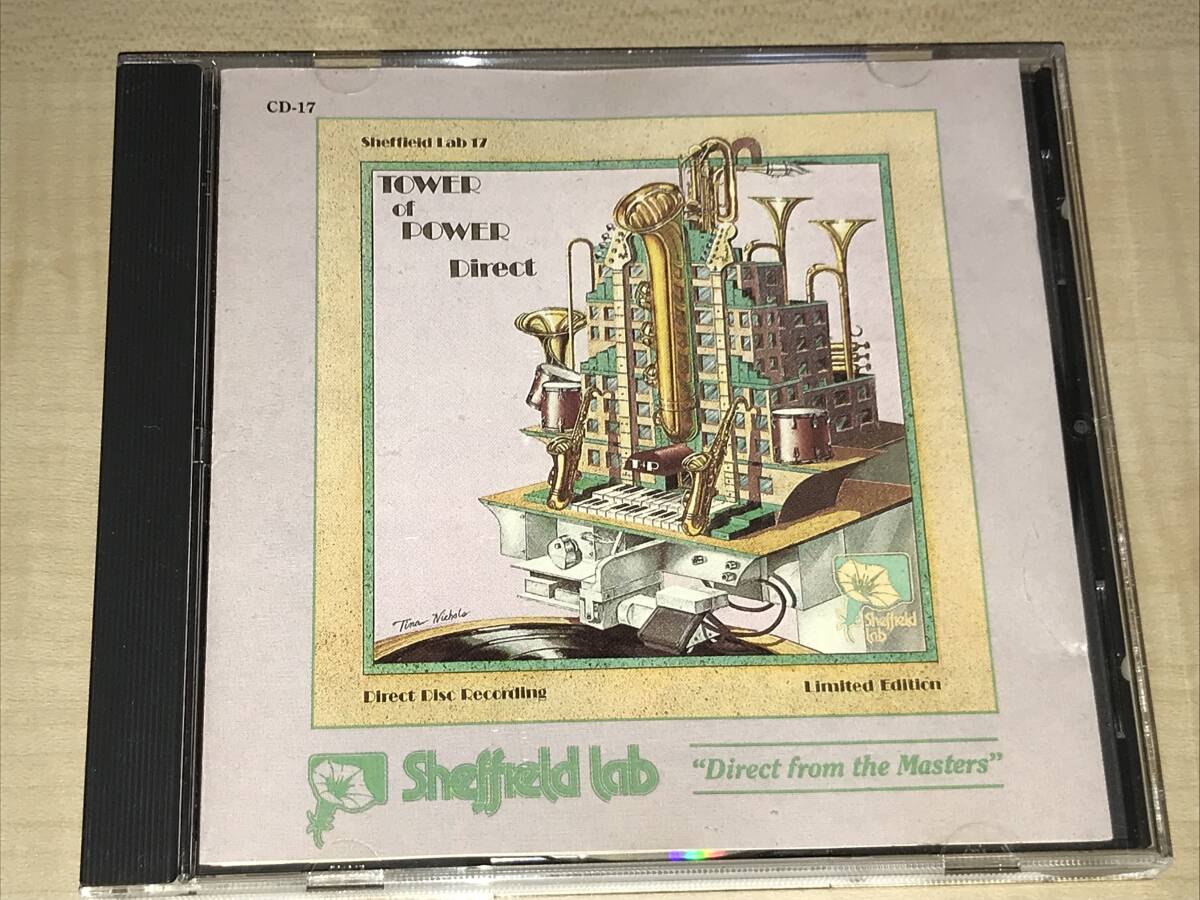 CD-17
Sheffield Lab 17
TOWER
of
POWER
Direct
T*P
Tina Nichols
Sheffield
Lab
Direct Disc Recording
Limited Edition
Sheffield Lab
"Direct from the Masters"